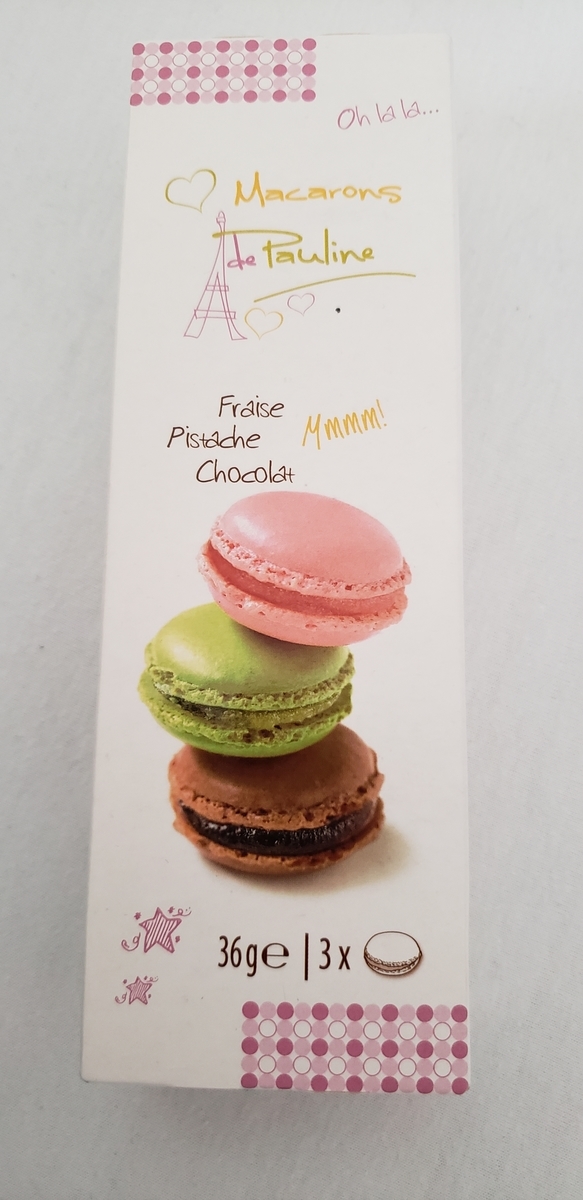 Oh la la...
Macarons
de Pauline
Fraise
Pistache
Chocolat
Mmmm!
36g℮ | 3 x